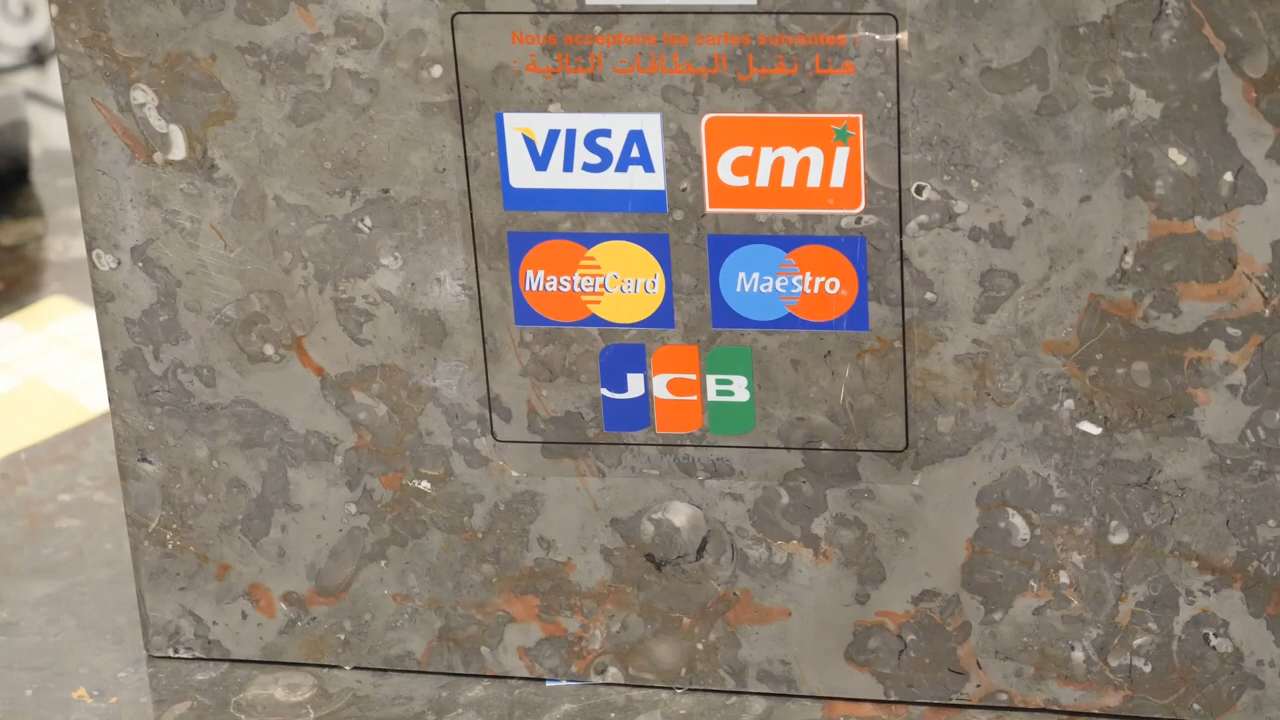 Nous acceptons les cartes suivantes :
هنا، نقبل البطاقات التالية :
VISA
cmi
MasterCard
Maestro
JCB